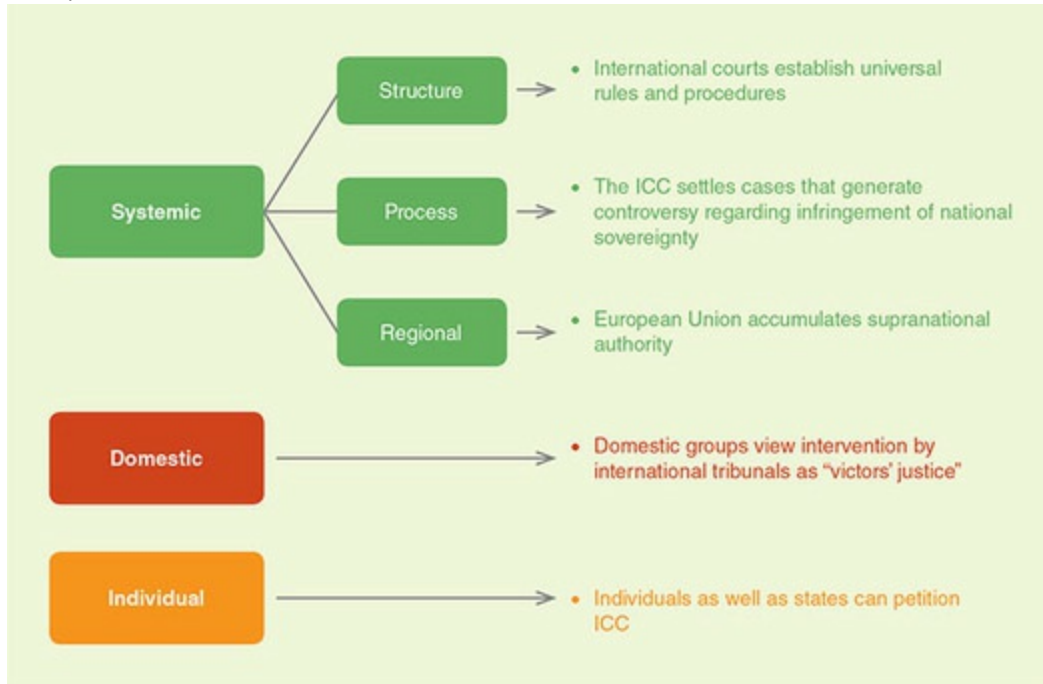 Structure
• International courts establish universal
rules and procedures
Systemic
Process
• The ICC settles cases that generate
controversy regarding infringement of national
sovereignty
Regional
• European Union accumulates supranational
authority
Domestic
• Domestic groups view intervention by
international tribunals as “victors’ justice”
Individual
• Individuals as well as states can petition
ICC